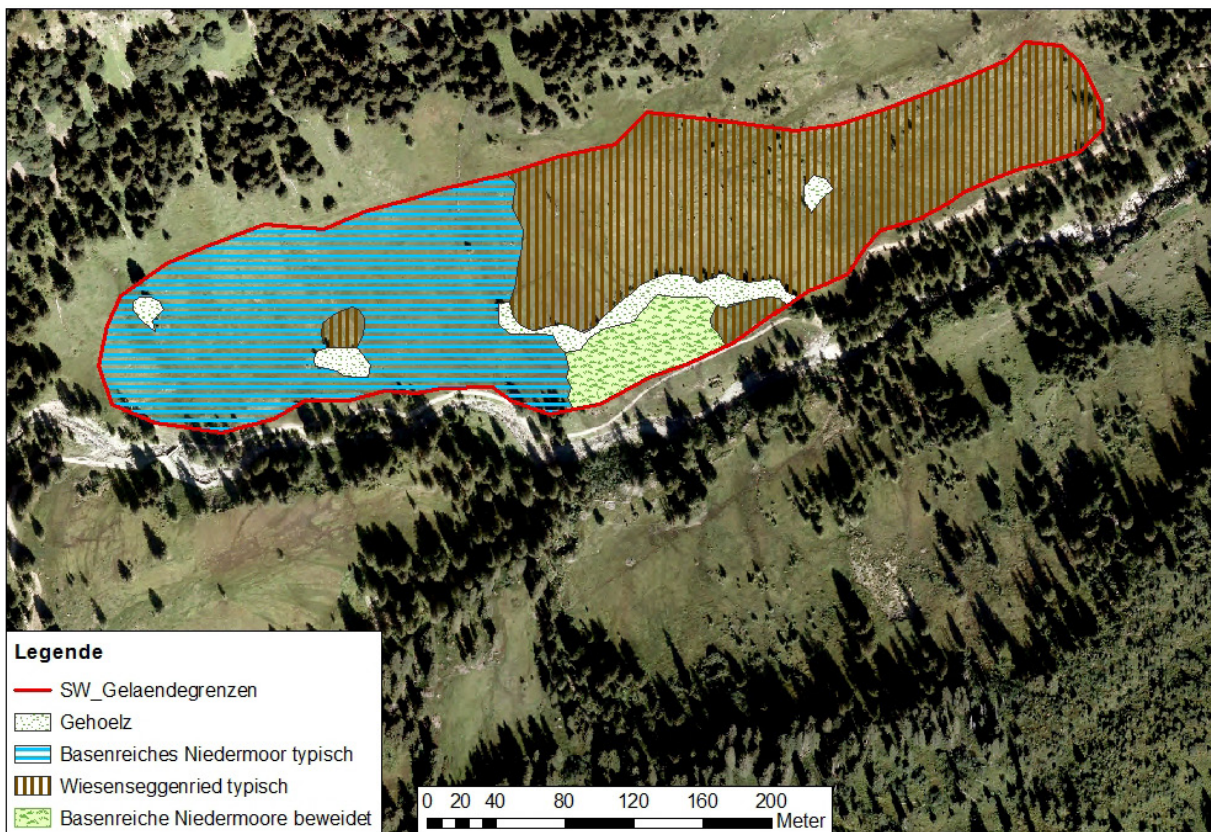 Legende
SW_Gelaendegrenzen
Gehoelz
Basenreiches Niedermoor typisch
Wiesenseggenried typisch
Basenreiche Niedermoore beweidet
0 20 40 80 120 160 200
Meter